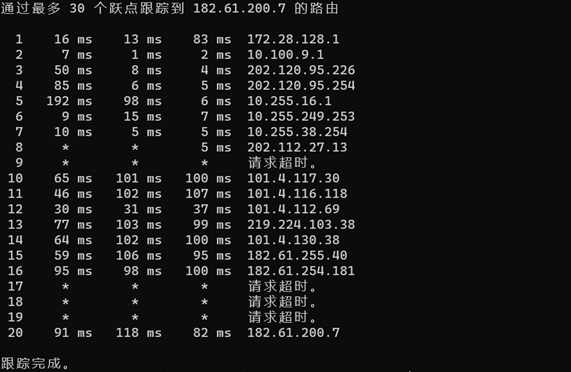 通过最多 30 个跃点跟踪到 182.61.200.7 的路由
1 16 ms 13 ms 83 ms 172.28.128.1
2 7 ms 1 ms 2 ms 10.100.9.1
3 50 ms 8 ms 4 ms 202.120.95.226
4 85 ms 6 ms 5 ms 202.120.95.254
5 192 ms 98 ms 6 ms 10.255.16.1
6 9 ms 15 ms 7 ms 10.255.249.253
7 10 ms 5 ms 5 ms 10.255.38.254
8 * * 5 ms 202.112.27.13
9 * * * 请求超时。
10 65 ms 101 ms 100 ms 101.4.117.30
11 46 ms 102 ms 107 ms 101.4.116.118
12 30 ms 31 ms 37 ms 101.4.112.69
13 77 ms 103 ms 99 ms 219.224.103.38
14 64 ms 102 ms 100 ms 101.4.130.38
15 59 ms 106 ms 95 ms 182.61.255.40
16 95 ms 98 ms 100 ms 182.61.254.181
17 * * * 请求超时。
18 * * * 请求超时。
19 * * * 请求超时。
20 91 ms 118 ms 82 ms 182.61.200.7
跟踪完成。